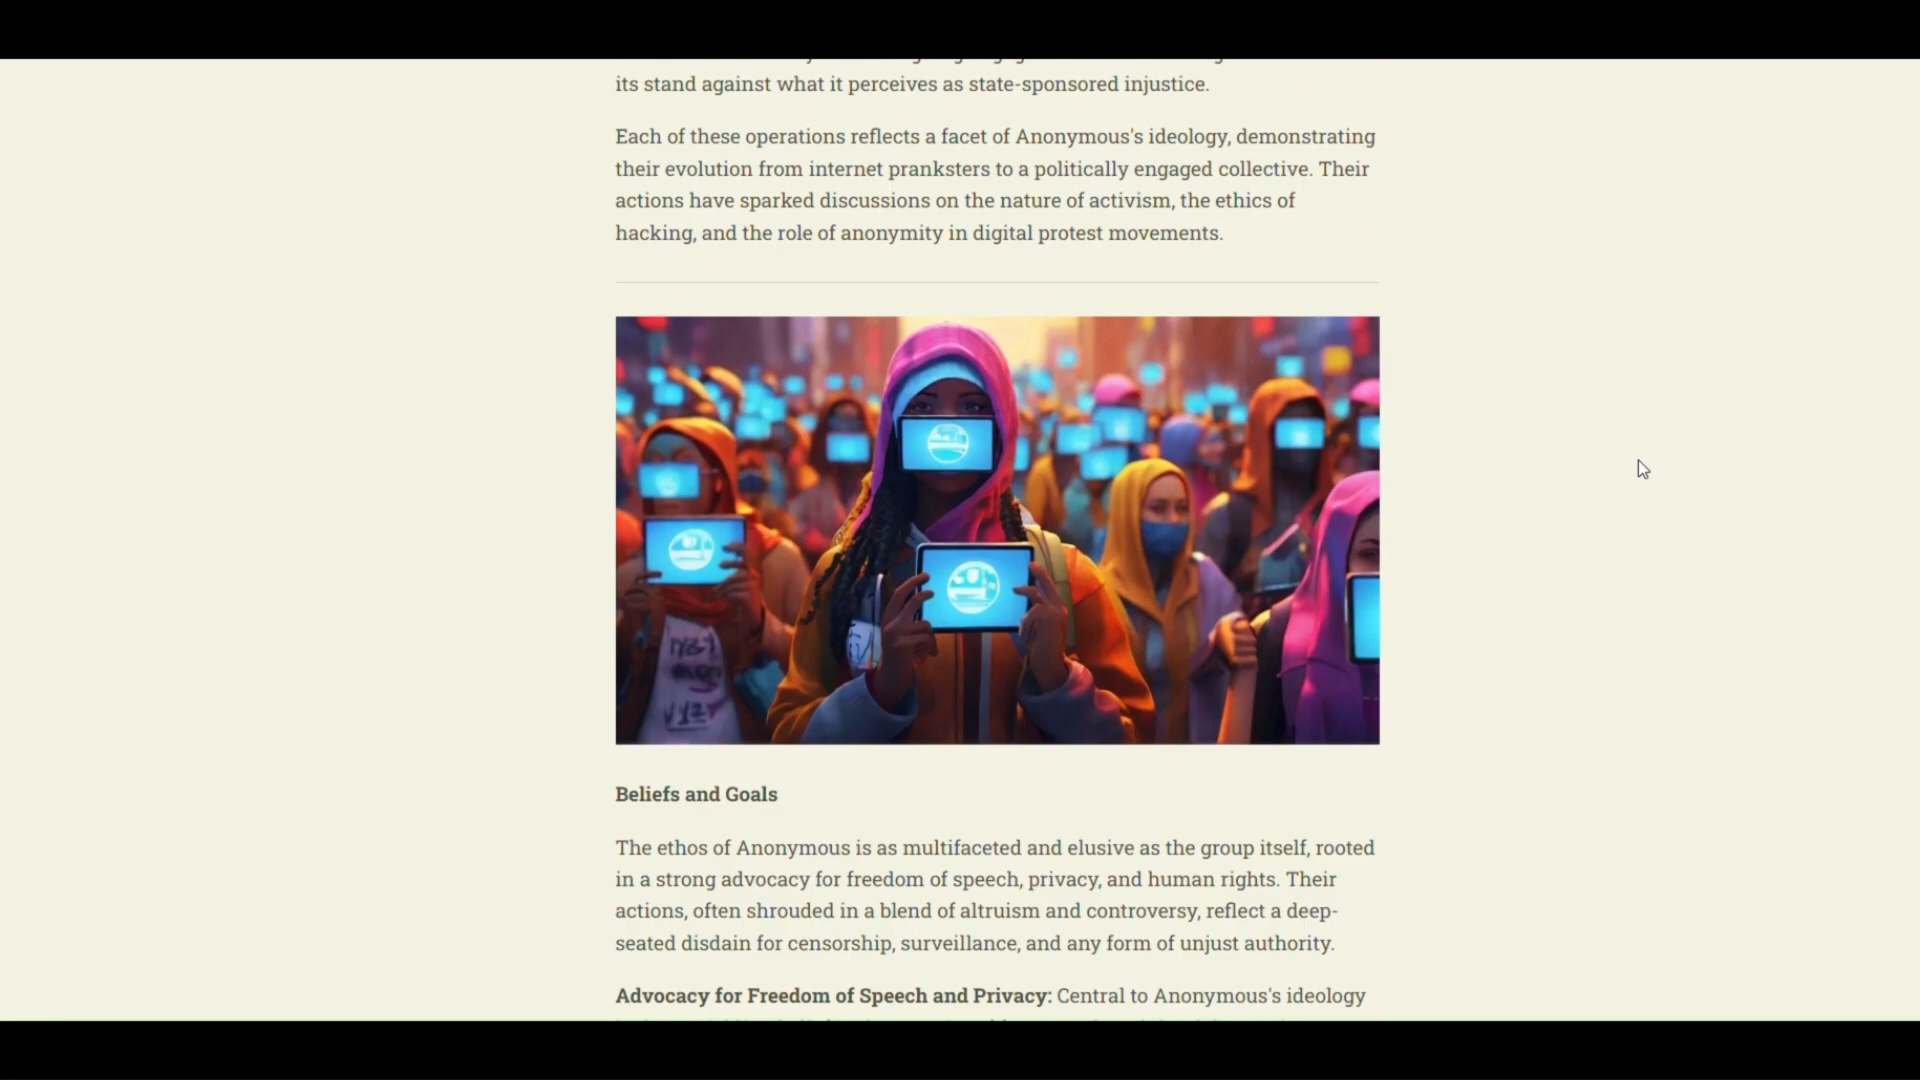 its stand against what it perceives as state-sponsored injustice.
Each of these operations reflects a facet of Anonymous's ideology, demonstrating
their evolution from internet pranksters to a politically engaged collective. Their
actions have sparked discussions on the nature of activism, the ethics of
hacking, and the role of anonymity in digital protest movements.
Beliefs and Goals
The ethos of Anonymous is as multifaceted and elusive as the group itself, rooted
in a strong advocacy for freedom of speech, privacy, and human rights. Their
actions, often shrouded in a blend of altruism and controversy, reflect a deep-
seated disdain for censorship, surveillance, and any form of unjust authority.
Advocacy for Freedom of Speech and Privacy: Central to Anonymous's ideology